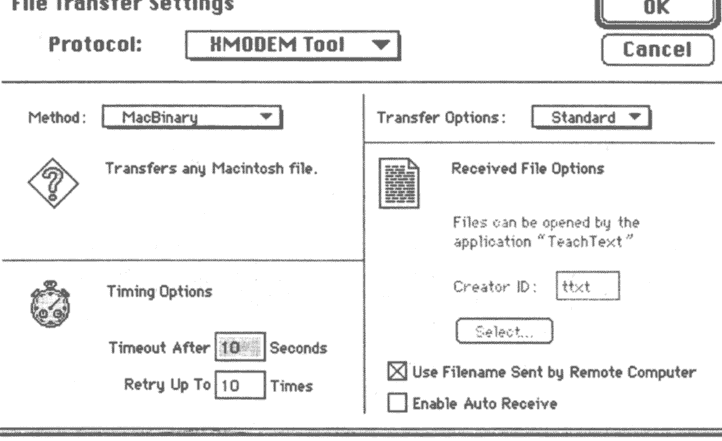 File Transfer Settings
OK
Protocol: XMODEM Tool
Cancel
Method: MacBinary
Transfers any Macintosh file.
Timing Options
Timeout After 10 Seconds
Retry Up To 10 Times
Transfer Options: Standard
Received File Options
Files can be opened by the
application "TeachText"
Creator ID: ttxt
Select...
Use Filename Sent by Remote Computer
Enable Auto Receive